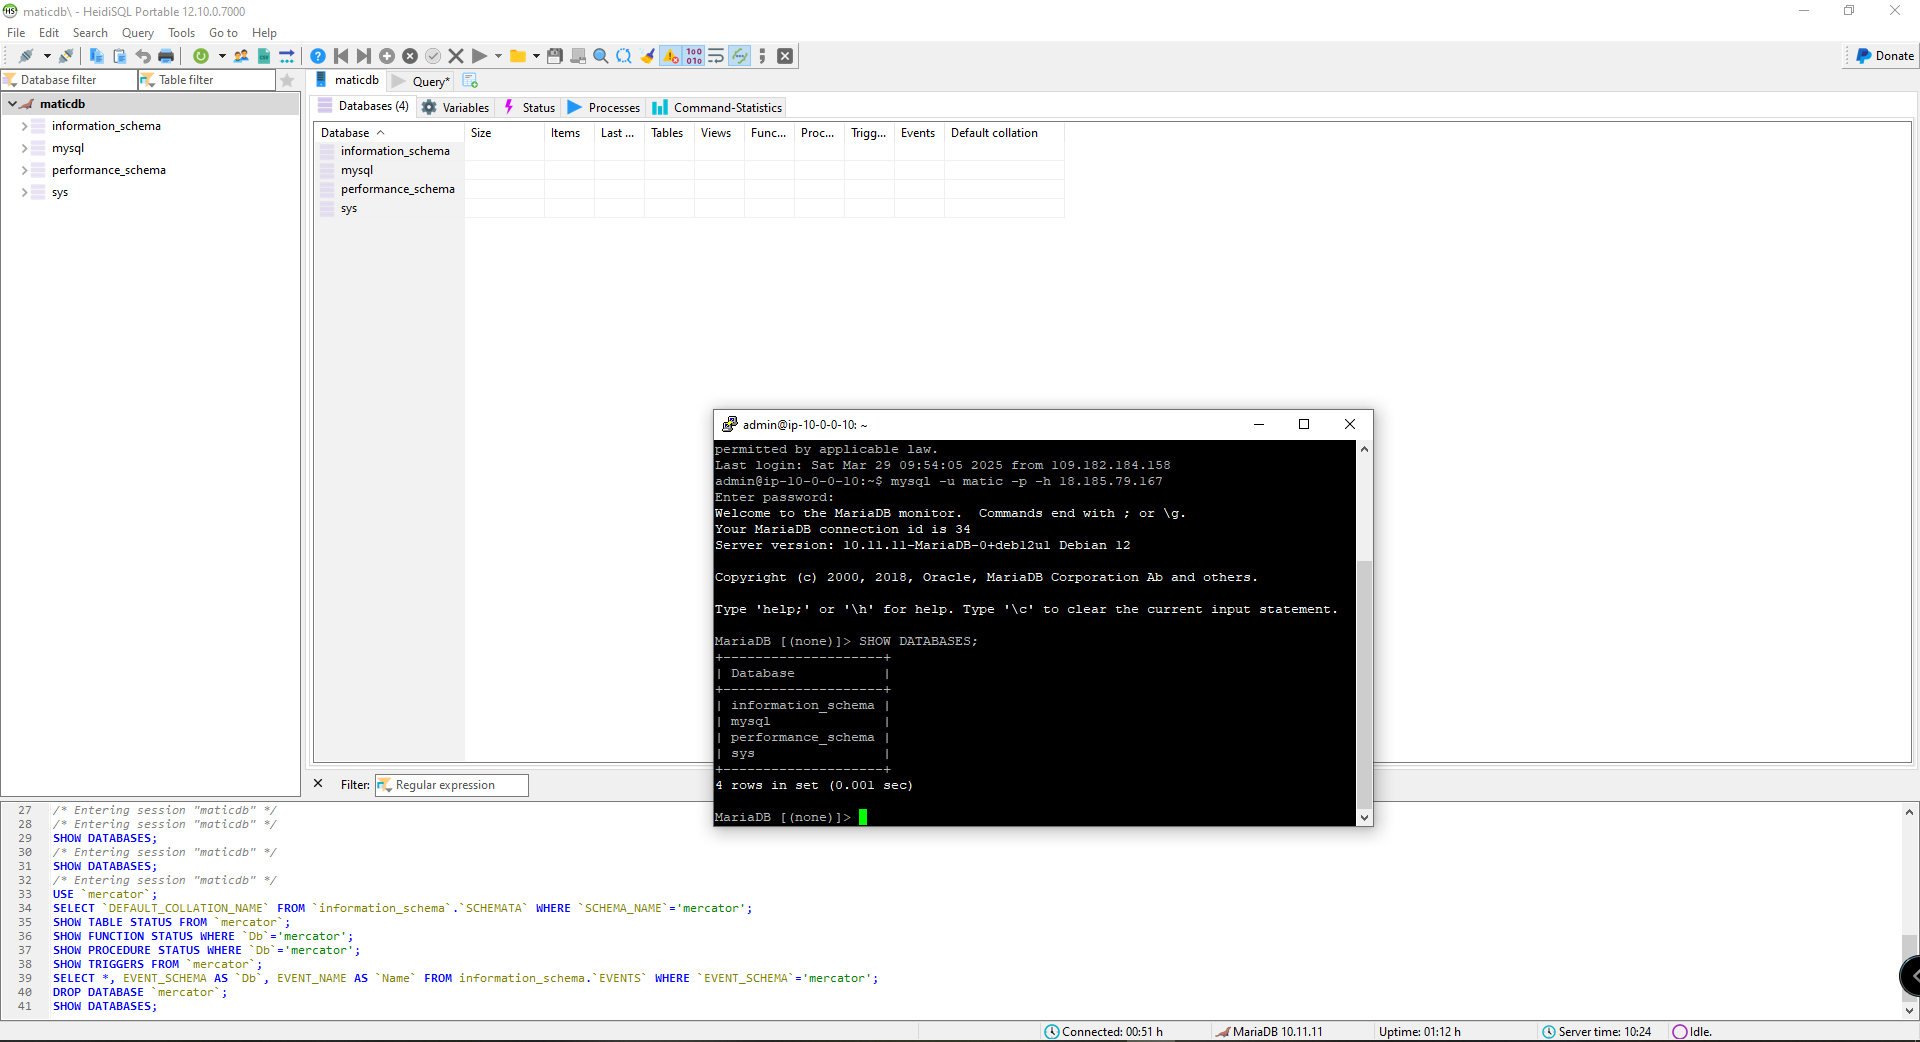 maticdb\ - HeidiSQL Portable 12.10.0.7000
File Edit Search Query Tools Go to Help
Donate
Database filter Table filter
maticdb Query*
maticdb
information_schema
mysql
performance_schema
sys
Databases (4) Variables Status Processes Command-Statistics
Database Size Items Last ... Tables Views Func... Proc... Trigg... Events Default collation
information_schema
mysql
performance_schema
sys
admin@ip-10-0-0-10: ~
permitted by applicable law.
Last login: Sat Mar 29 09:54:05 2025 from 109.182.184.158
admin@ip-10-0-0-10:~$ mysql -u matic -p -h 18.185.79.167
Enter password:
Welcome to the MariaDB monitor.  Commands end with ; or \g.
Your MariaDB connection id is 34
Server version: 10.11.11-MariaDB-0+deb12u1 Debian 12
Copyright (c) 2000, 2018, Oracle, MariaDB Corporation Ab and others.
Type 'help;' or '\h' for help. Type '\c' to clear the current input statement.
MariaDB [(none)]> SHOW DATABASES;
+--------------------+
| Database           |
+--------------------+
| information_schema |
| mysql              |
| performance_schema |
| sys                |
+--------------------+
4 rows in set (0.001 sec)
MariaDB [(none)]>
Filter: Regular expression
27 /* Entering session "maticdb" */
28 /* Entering session "maticdb" */
29 SHOW DATABASES;
30 /* Entering session "maticdb" */
31 SHOW DATABASES;
32 /* Entering session "maticdb" */
33 USE `mercator`;
34 SELECT `DEFAULT_COLLATION_NAME` FROM `information_schema`.`SCHEMATA` WHERE `SCHEMA_NAME`='mercator';
35 SHOW TABLE STATUS FROM `mercator`;
36 SHOW FUNCTION STATUS WHERE `Db`='mercator';
37 SHOW PROCEDURE STATUS WHERE `Db`='mercator';
38 SHOW TRIGGERS FROM `mercator`;
39 SELECT *, EVENT_SCHEMA AS `Db`, EVENT_NAME AS `Name` FROM information_schema.`EVENTS` WHERE `EVENT_SCHEMA`='mercator';
40 DROP DATABASE `mercator`;
41 SHOW DATABASES;
Connected: 00:51 h MariaDB 10.11.11 Uptime: 01:12 h Server time: 10:24 Idle.